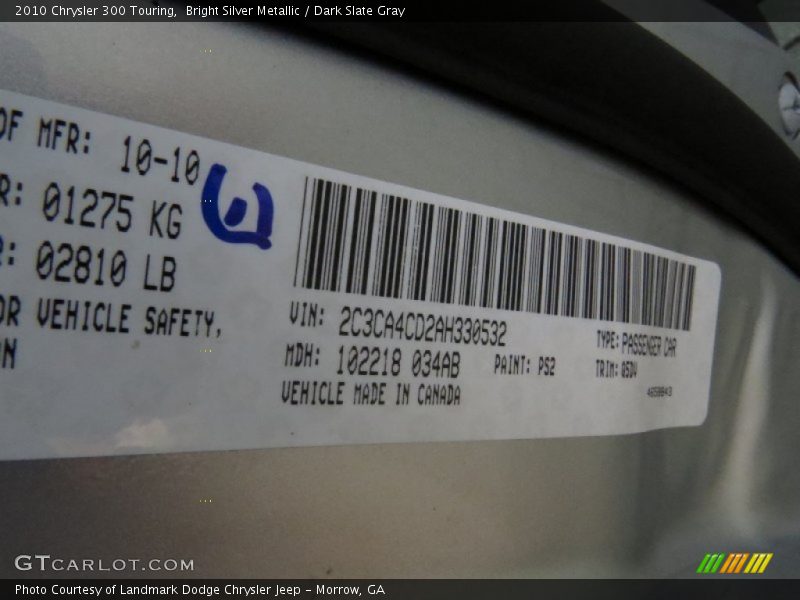 2010 Chrysler 300 Touring, Bright Silver Metallic / Dark Slate Gray
OF MFR: 10-10
R: 01275 KG
R: 02810 LB
OR VEHICLE SAFETY,
ON
VIN: 2C3CA4CD2AH330532
TYPE: PASSENGER CAR
MDH: 102218 034AB
PAINT: PS2
VEHICLE MADE IN CANADA
GTCARLOT.COM
Photo Courtesy of Landmark Dodge Chrysler Jeep - Morrow, GA